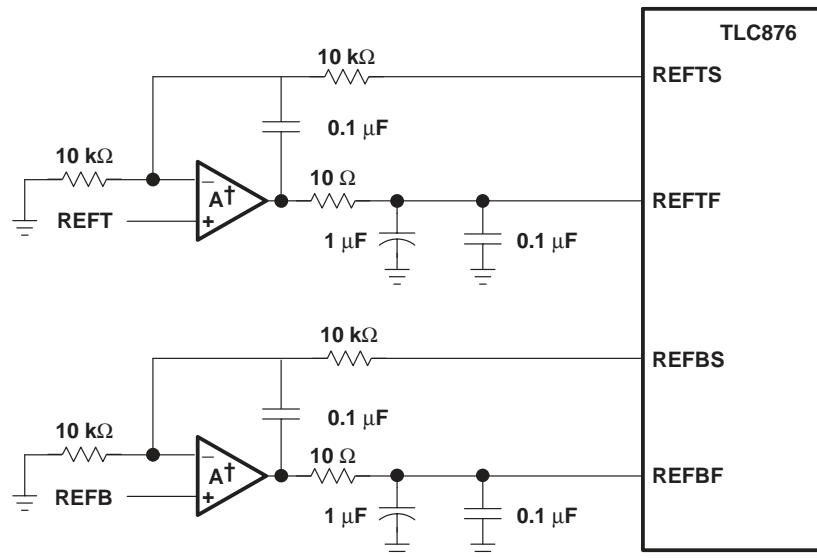 TLC876
10 kΩ
REFTS
0.1 µF
10 kΩ
−
A†
+
10 Ω
REFT
REFTF
1 µF
0.1 µF
10 kΩ
REFBS
0.1 µF
10 kΩ
−
A†
+
10 Ω
REFB
REFBF
1 µF
0.1 µF